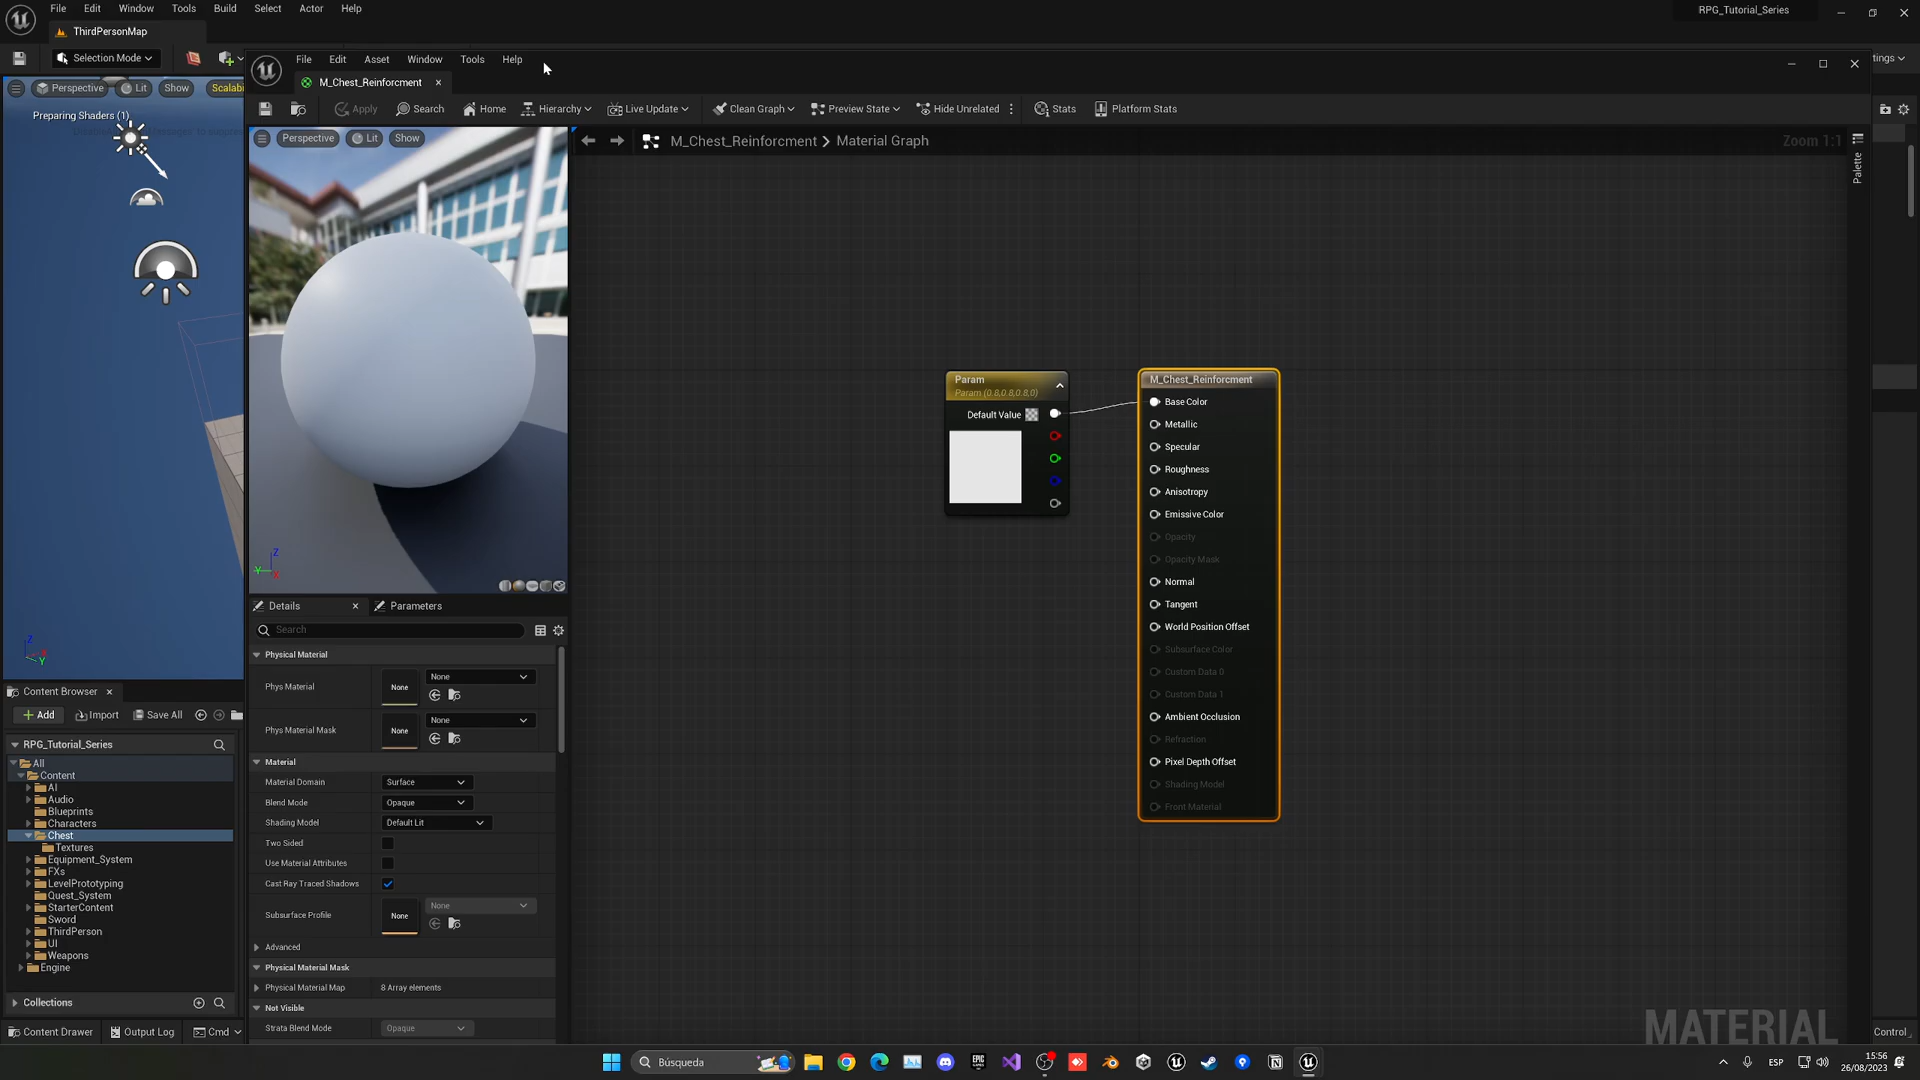 File Edit Window Tools Build Select Actor Help
RPG_Tutorial_Series
ThirdPersonMap
Selection Mode
File Edit Asset Window Tools Help
tings
M_Chest_Reinforcment
Perspective Lit Show Scalabi
Apply Search Home Hierarchy Live Update Clean Graph Preview State Hide Unrelated Stats Platform Stats
Preparing Shaders (1)
Perspective Lit Show
M_Chest_Reinforcment > Material Graph
Zoom 1:1
Palette
Param
Param (0.8,0.8,0.8,0)
Default Value
M_Chest_Reinforcment
Base Color
Metallic
Specular
Roughness
Anisotropy
Emissive Color
Opacity
Opacity Mask
Normal
Tangent
World Position Offset
Subsurface Color
Custom Data 0
Custom Data 1
Ambient Occlusion
Refraction
Pixel Depth Offset
Shading Model
Front Material
Z
Y
X
Details Parameters
Search
Physical Material
Phys Material None None
Phys Material Mask None None
Material
Material Domain Surface
Blend Mode Opaque
Shading Model Default Lit
Two Sided
Use Material Attributes
Cast Ray Traced Shadows
Subsurface Profile None None
Advanced
Physical Material Mask
Physical Material Map 8 Array elements
Not Visible
Strata Blend Mode Opaque
Z
X
Y
Content Browser
Add Import Save All
RPG_Tutorial_Series
All
Content
AI
Audio
Blueprints
Characters
Chest
Textures
Equipment_System
FXs
LevelPrototyping
Quest_System
StarterContent
Sword
ThirdPerson
UI
Weapons
Engine
Collections
Content Drawer Output Log Cmd
MATERIAL
Control
Búsqueda
EPIC GAMES
ESP
15:56
26/08/2023